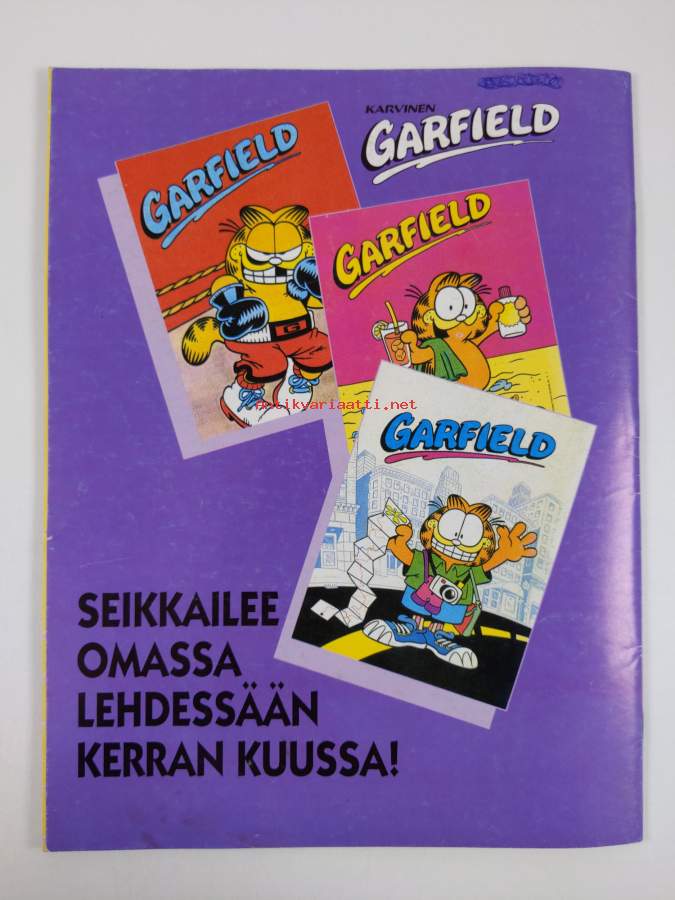 KARVINEN
GARFIELD
GARFIELD
GARFIELD
GARFIELD
G
antikvariaatti.net
SEIKKAILEE
OMASSA
LEHDESSÄÄN
KERRAN KUUSSA!